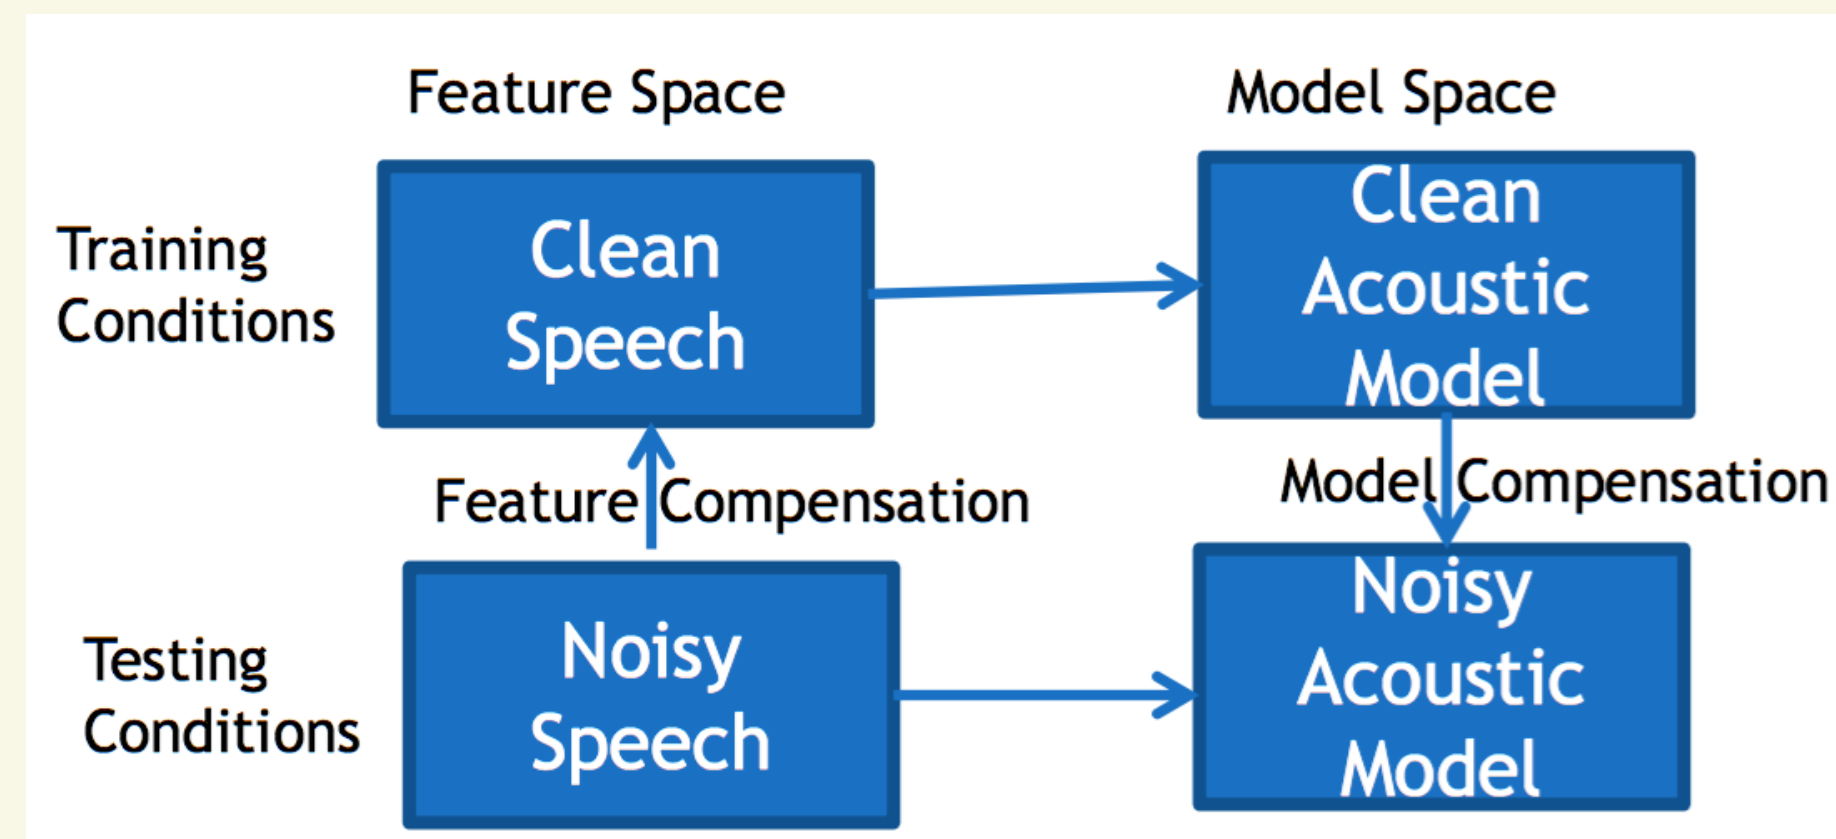 Feature Space
Model Space
Training
Conditions
Clean
Speech
Clean
Acoustic
Model
Feature Compensation
Model Compensation
Testing
Conditions
Noisy
Speech
Noisy
Acoustic
Model